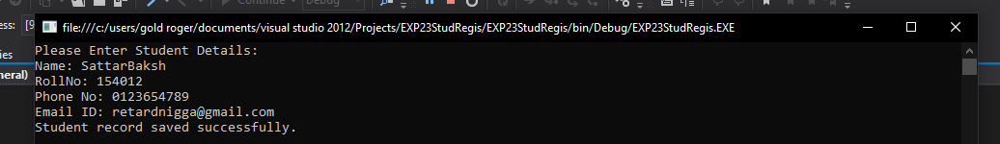 Continue
Debug
ess: [9
file:///c:/users/gold roger/documents/visual studio 2012/Projects/EXP23StudRegis/EXP23StudRegis/bin/Debug/EXP23StudRegis.EXE
Please Enter Student Details:
ies
Name: SattarBaksh
neral)
RollNo: 154012
Phone No: 0123654789
Email ID: retardnigga@gmail.com
Student record saved successfully.